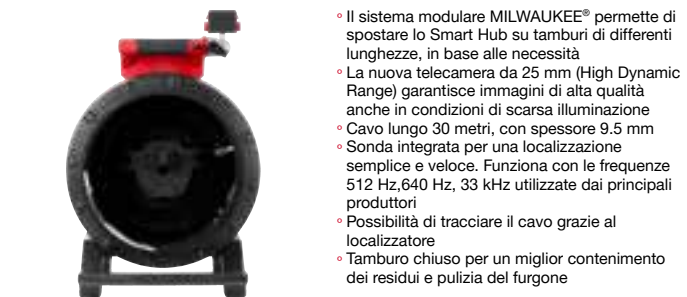 ° Il sistema modulare MILWAUKEE® permette di
spostare lo Smart Hub su tamburi di differenti
lunghezze, in base alle necessità
° La nuova telecamera da 25 mm (High Dynamic
Range) garantisce immagini di alta qualità
anche in condizioni di scarsa illuminazione
° Cavo lungo 30 metri, con spessore 9.5 mm
° Sonda integrata per una localizzazione
semplice e veloce. Funziona con le frequenze
512 Hz,640 Hz, 33 kHz utilizzate dai principali
produttori
° Possibilità di tracciare il cavo grazie al
localizzatore
° Tamburo chiuso per un miglior contenimento
dei residui e pulizia del furgone